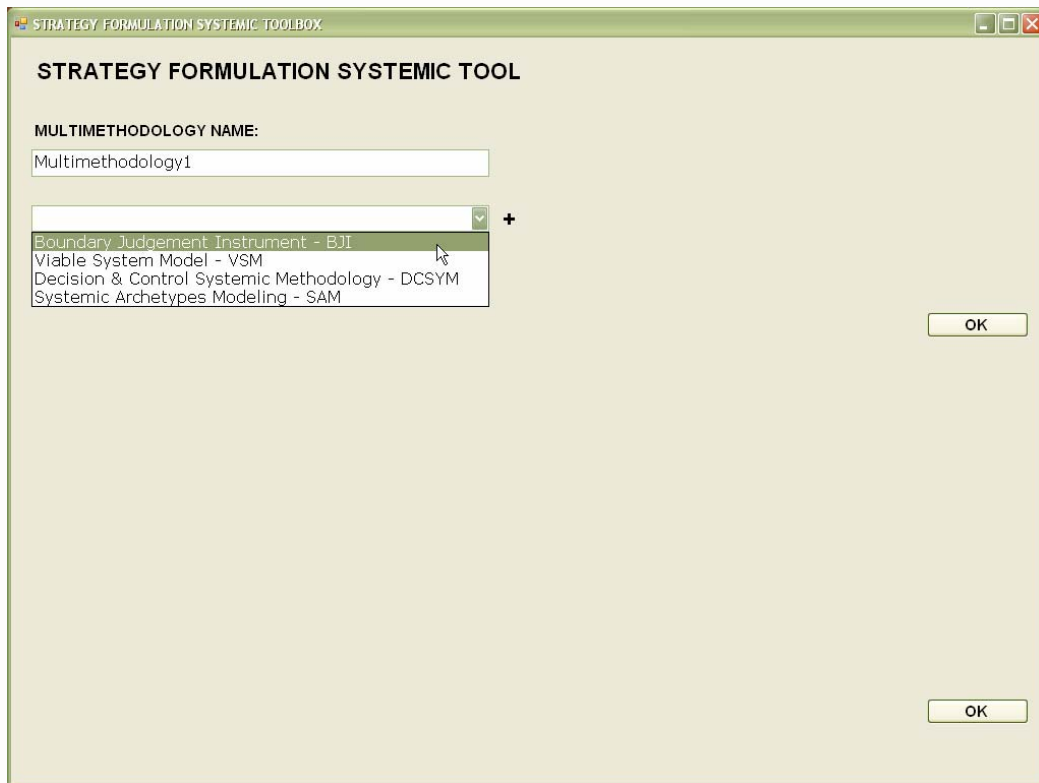 STRATEGY FORMULATION SYSTEMIC TOOLBOX
STRATEGY FORMULATION SYSTEMIC TOOL
MULTIMETHODOLOGY NAME:
Multimethodology1
+
Boundary Judgement Instrument - BJI
Viable System Model - VSM
Decision & Control Systemic Methodology - DCSYM
Systemic Archetypes Modeling - SAM
OK
OK